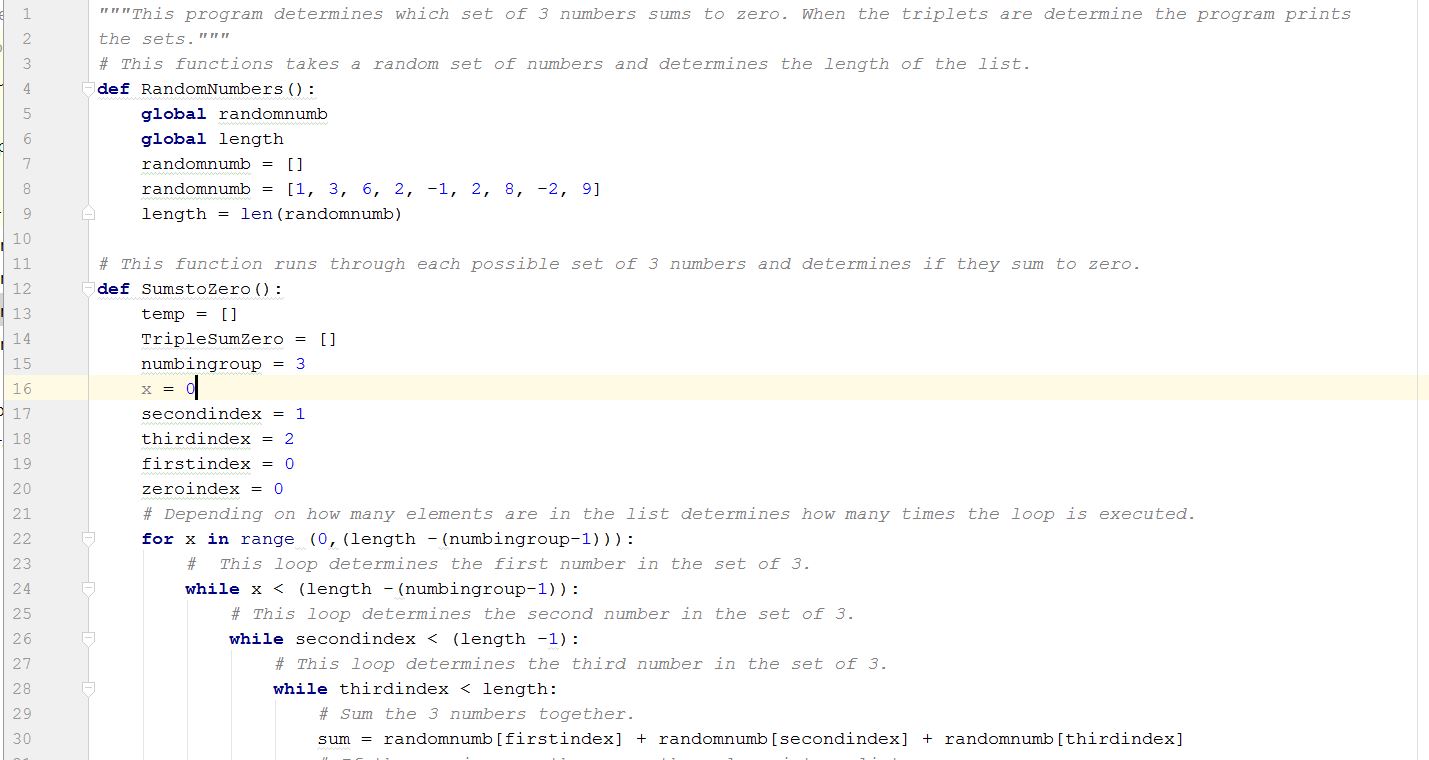 1 """This program determines which set of 3 numbers sums to zero. When the triplets are determine the program prints
2 the sets."""
3 # This functions takes a random set of numbers and determines the length of the list.
4 def RandomNumbers():
5 global randomnumb
6 global length
7 randomnumb = []
8 randomnumb = [1, 3, 6, 2, -1, 2, 8, -2, 9]
9 length = len(randomnumb)
10
11 # This function runs through each possible set of 3 numbers and determines if they sum to zero.
12 def SumstoZero():
13 temp = []
14 TripleSumZero = []
15 numbingroup = 3
16 x = 0
17 secondindex = 1
18 thirdindex = 2
19 firstindex = 0
20 zeroindex = 0
21 # Depending on how many elements are in the list determines how many times the loop is executed.
22 for x in range (0,(length -(numbingroup-1))):
23 #  This loop determines the first number in the set of 3.
24 while x < (length -(numbingroup-1)):
25 # This loop determines the second number in the set of 3.
26 while secondindex < (length -1):
27 # This loop determines the third number in the set of 3.
28 while thirdindex < length:
29 # Sum the 3 numbers together.
30 sum = randomnumb[firstindex] + randomnumb[secondindex] + randomnumb[thirdindex]